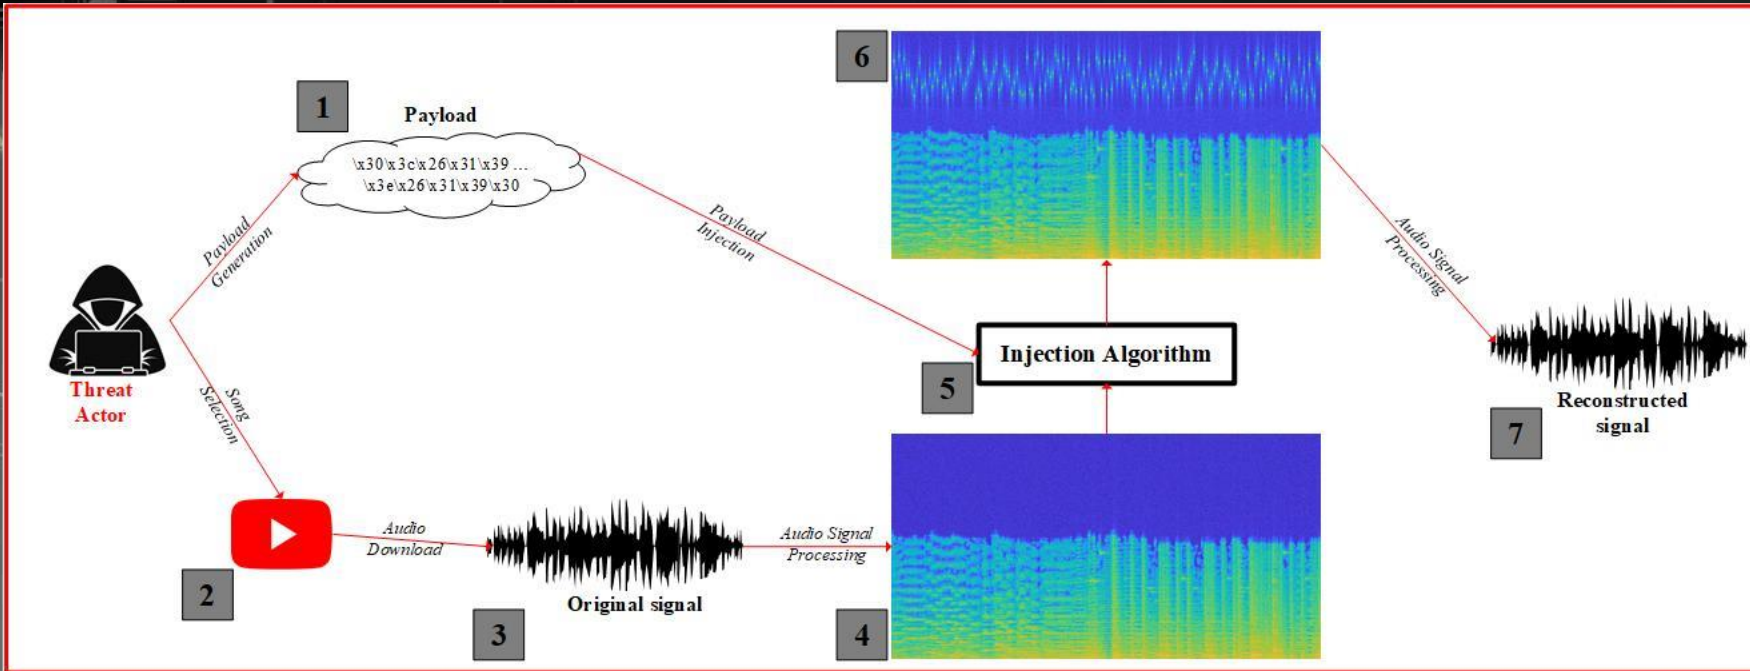 1
Payload
\x30\x3c\x26\x31\x39 ...
\x3e\x26\x31\x39\x30
Payload
Generation
Payload
Injection
Threat
Actor
Song
Selection
2
Audio
Download
Original signal
3
Audio Signal
Processing
4
5
Injection Algorithm
6
Audio Signal
Processing
Reconstructed
signal
7